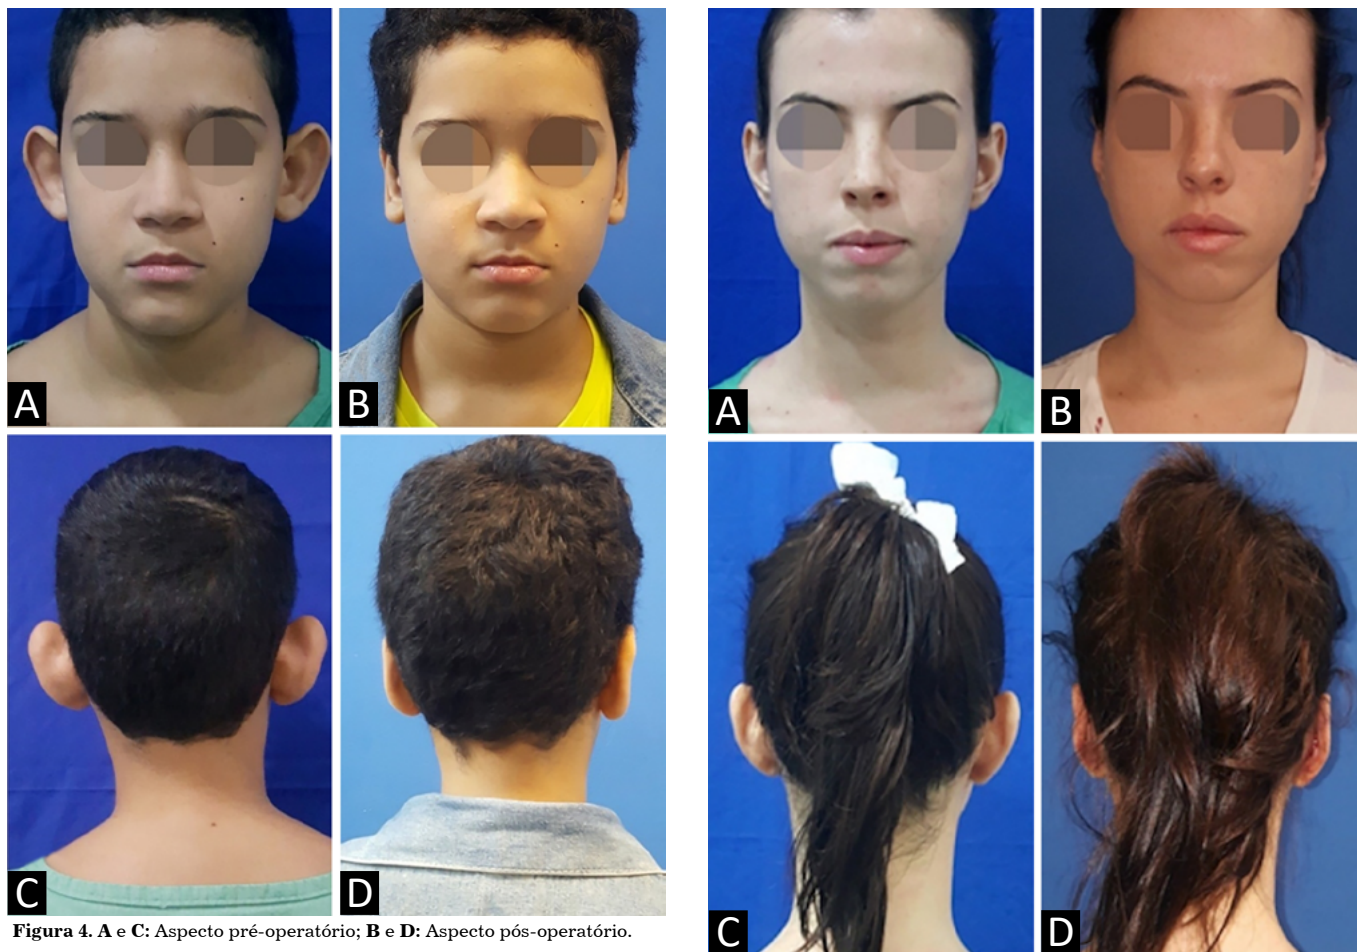 A
B
C
D
Figura 4. A e C: Aspecto pré-operatório; B e D: Aspecto pós-operatório.
A
B
C
D